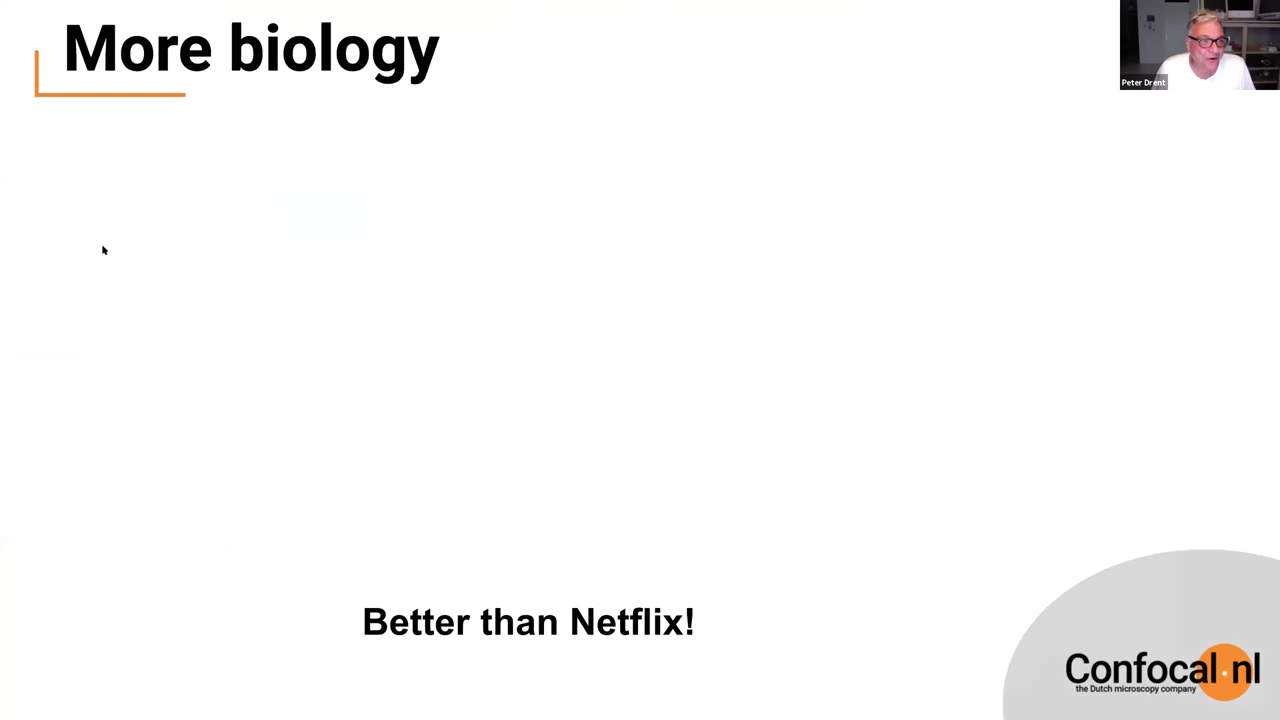 More biology
Peter Drent
Better than Netflix!
Confocal.nl
the Dutch microscopy company